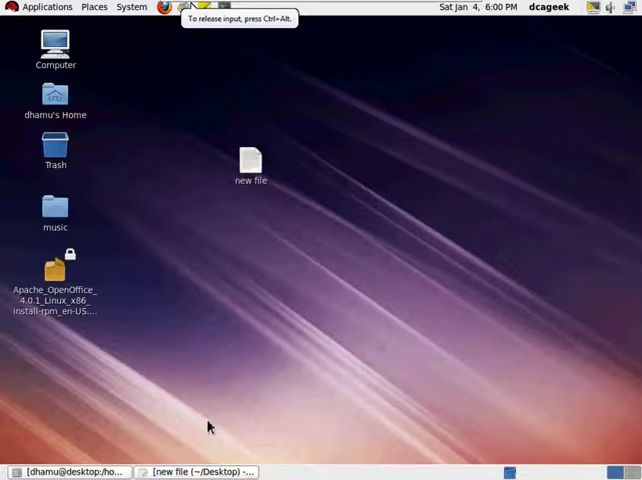 Applications Places System
Sat Jan 4, 6:00 PM dcageek
To release input, press Ctrl+Alt.
Computer
dhamu's Home
Trash
music
Apache_OpenOffice_
4.0.1_Linux_x86_
install-rpm_en-US....
new file
[dhamu@desktop:/ho...
[new file (~/Desktop) -...